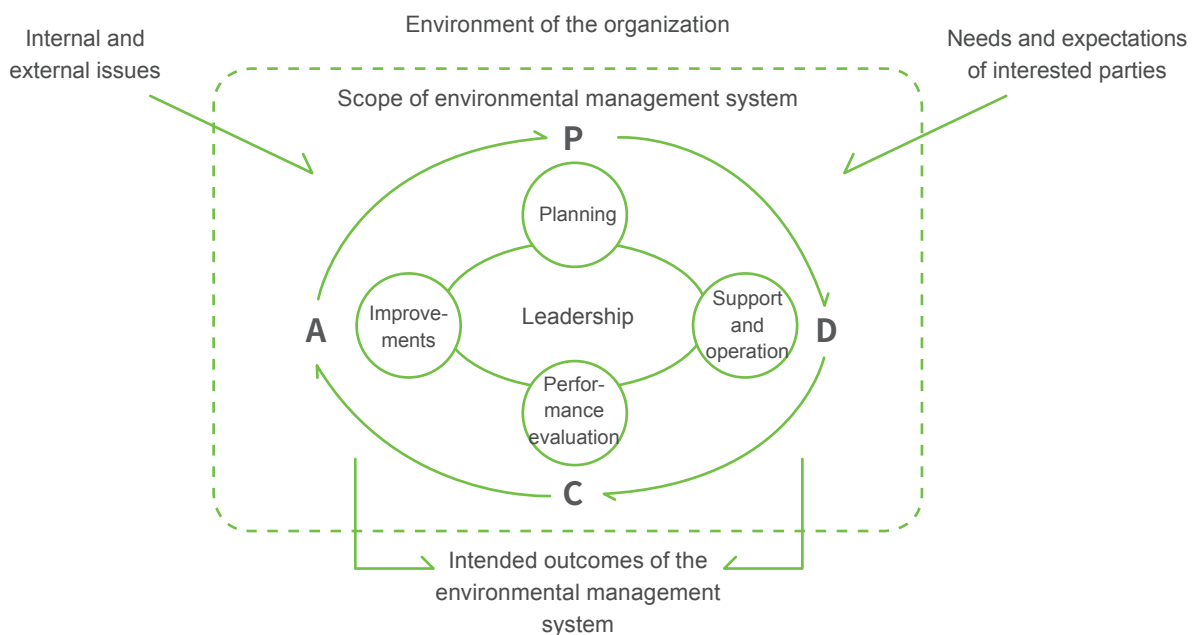 Environment of the organization
Internal and
external issues
Needs and expectations
of interested parties
Scope of environmental management system
P
Planning
A
Improve-
ments
Leadership
Support
and
operation
D
Perfor-
mance
evaluation
C
Intended outcomes of the
environmental management
system